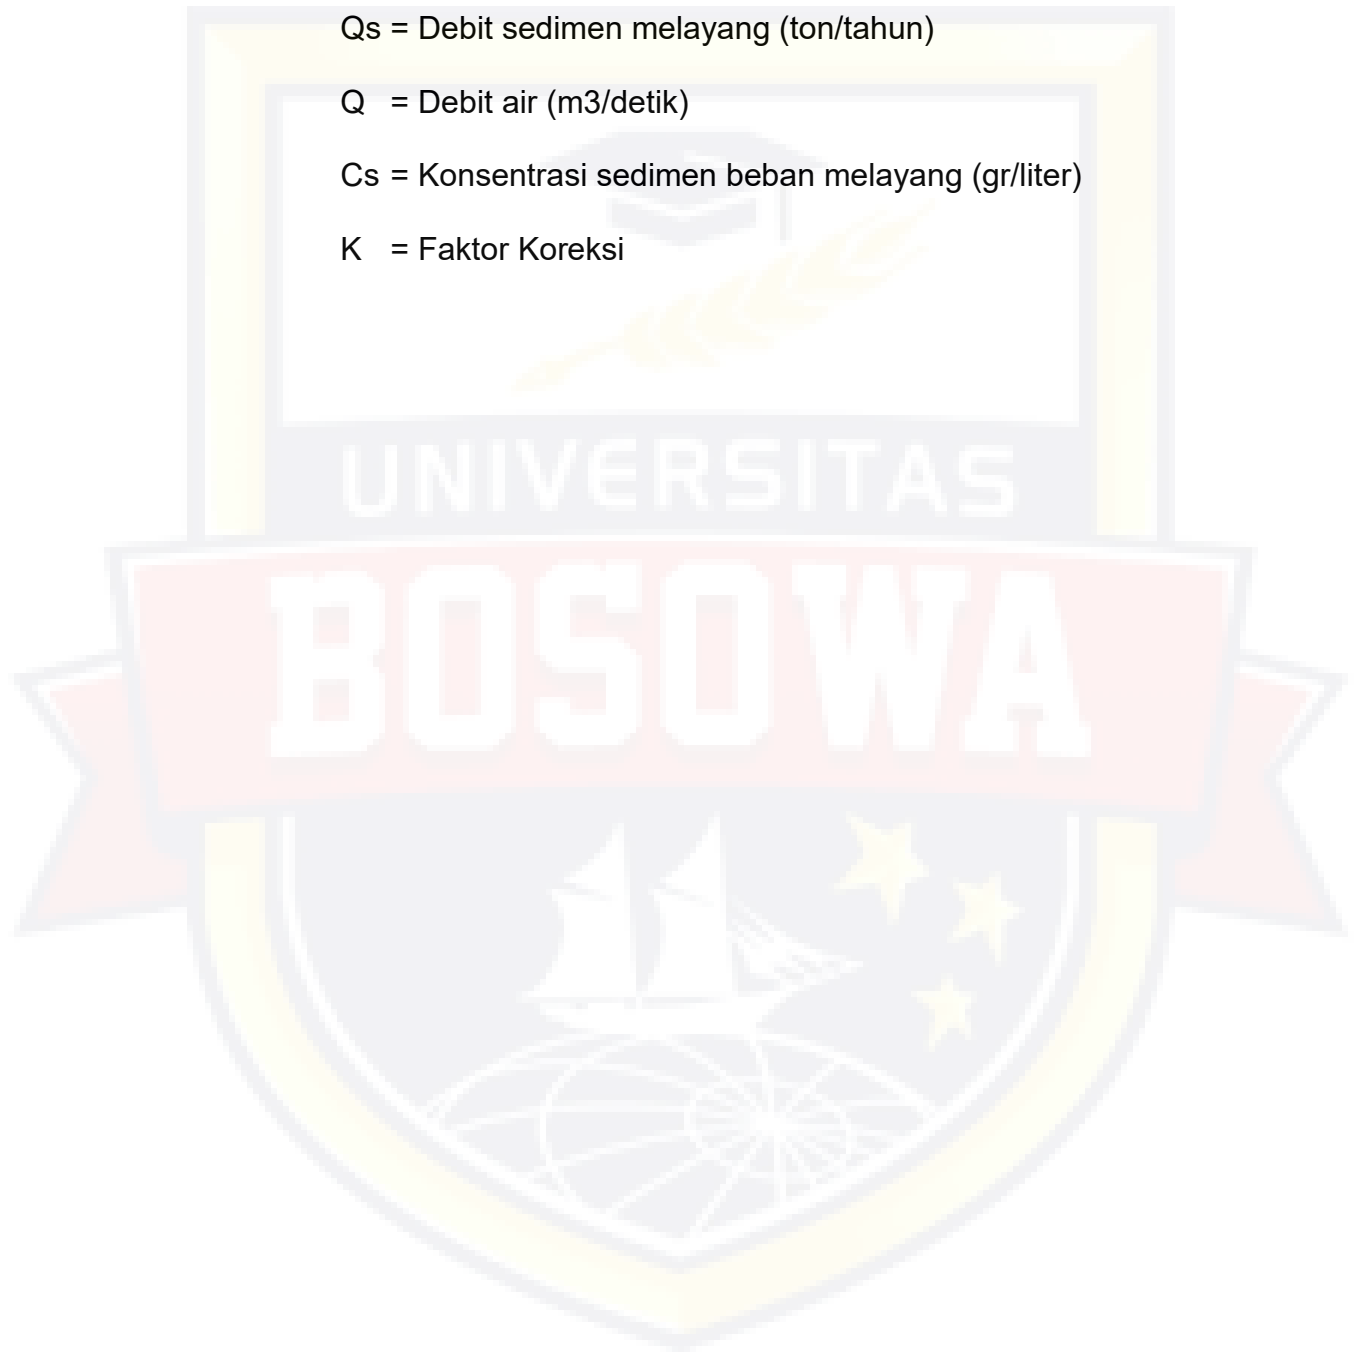 Qs = Debit sedimen melayang (ton/tahun)
Q = Debit air (m3/detik)
Cs = Konsentrasi sedimen beban melayang (gr/liter)
K = Faktor Koreksi
UNIVERSITAS
BOSOWA